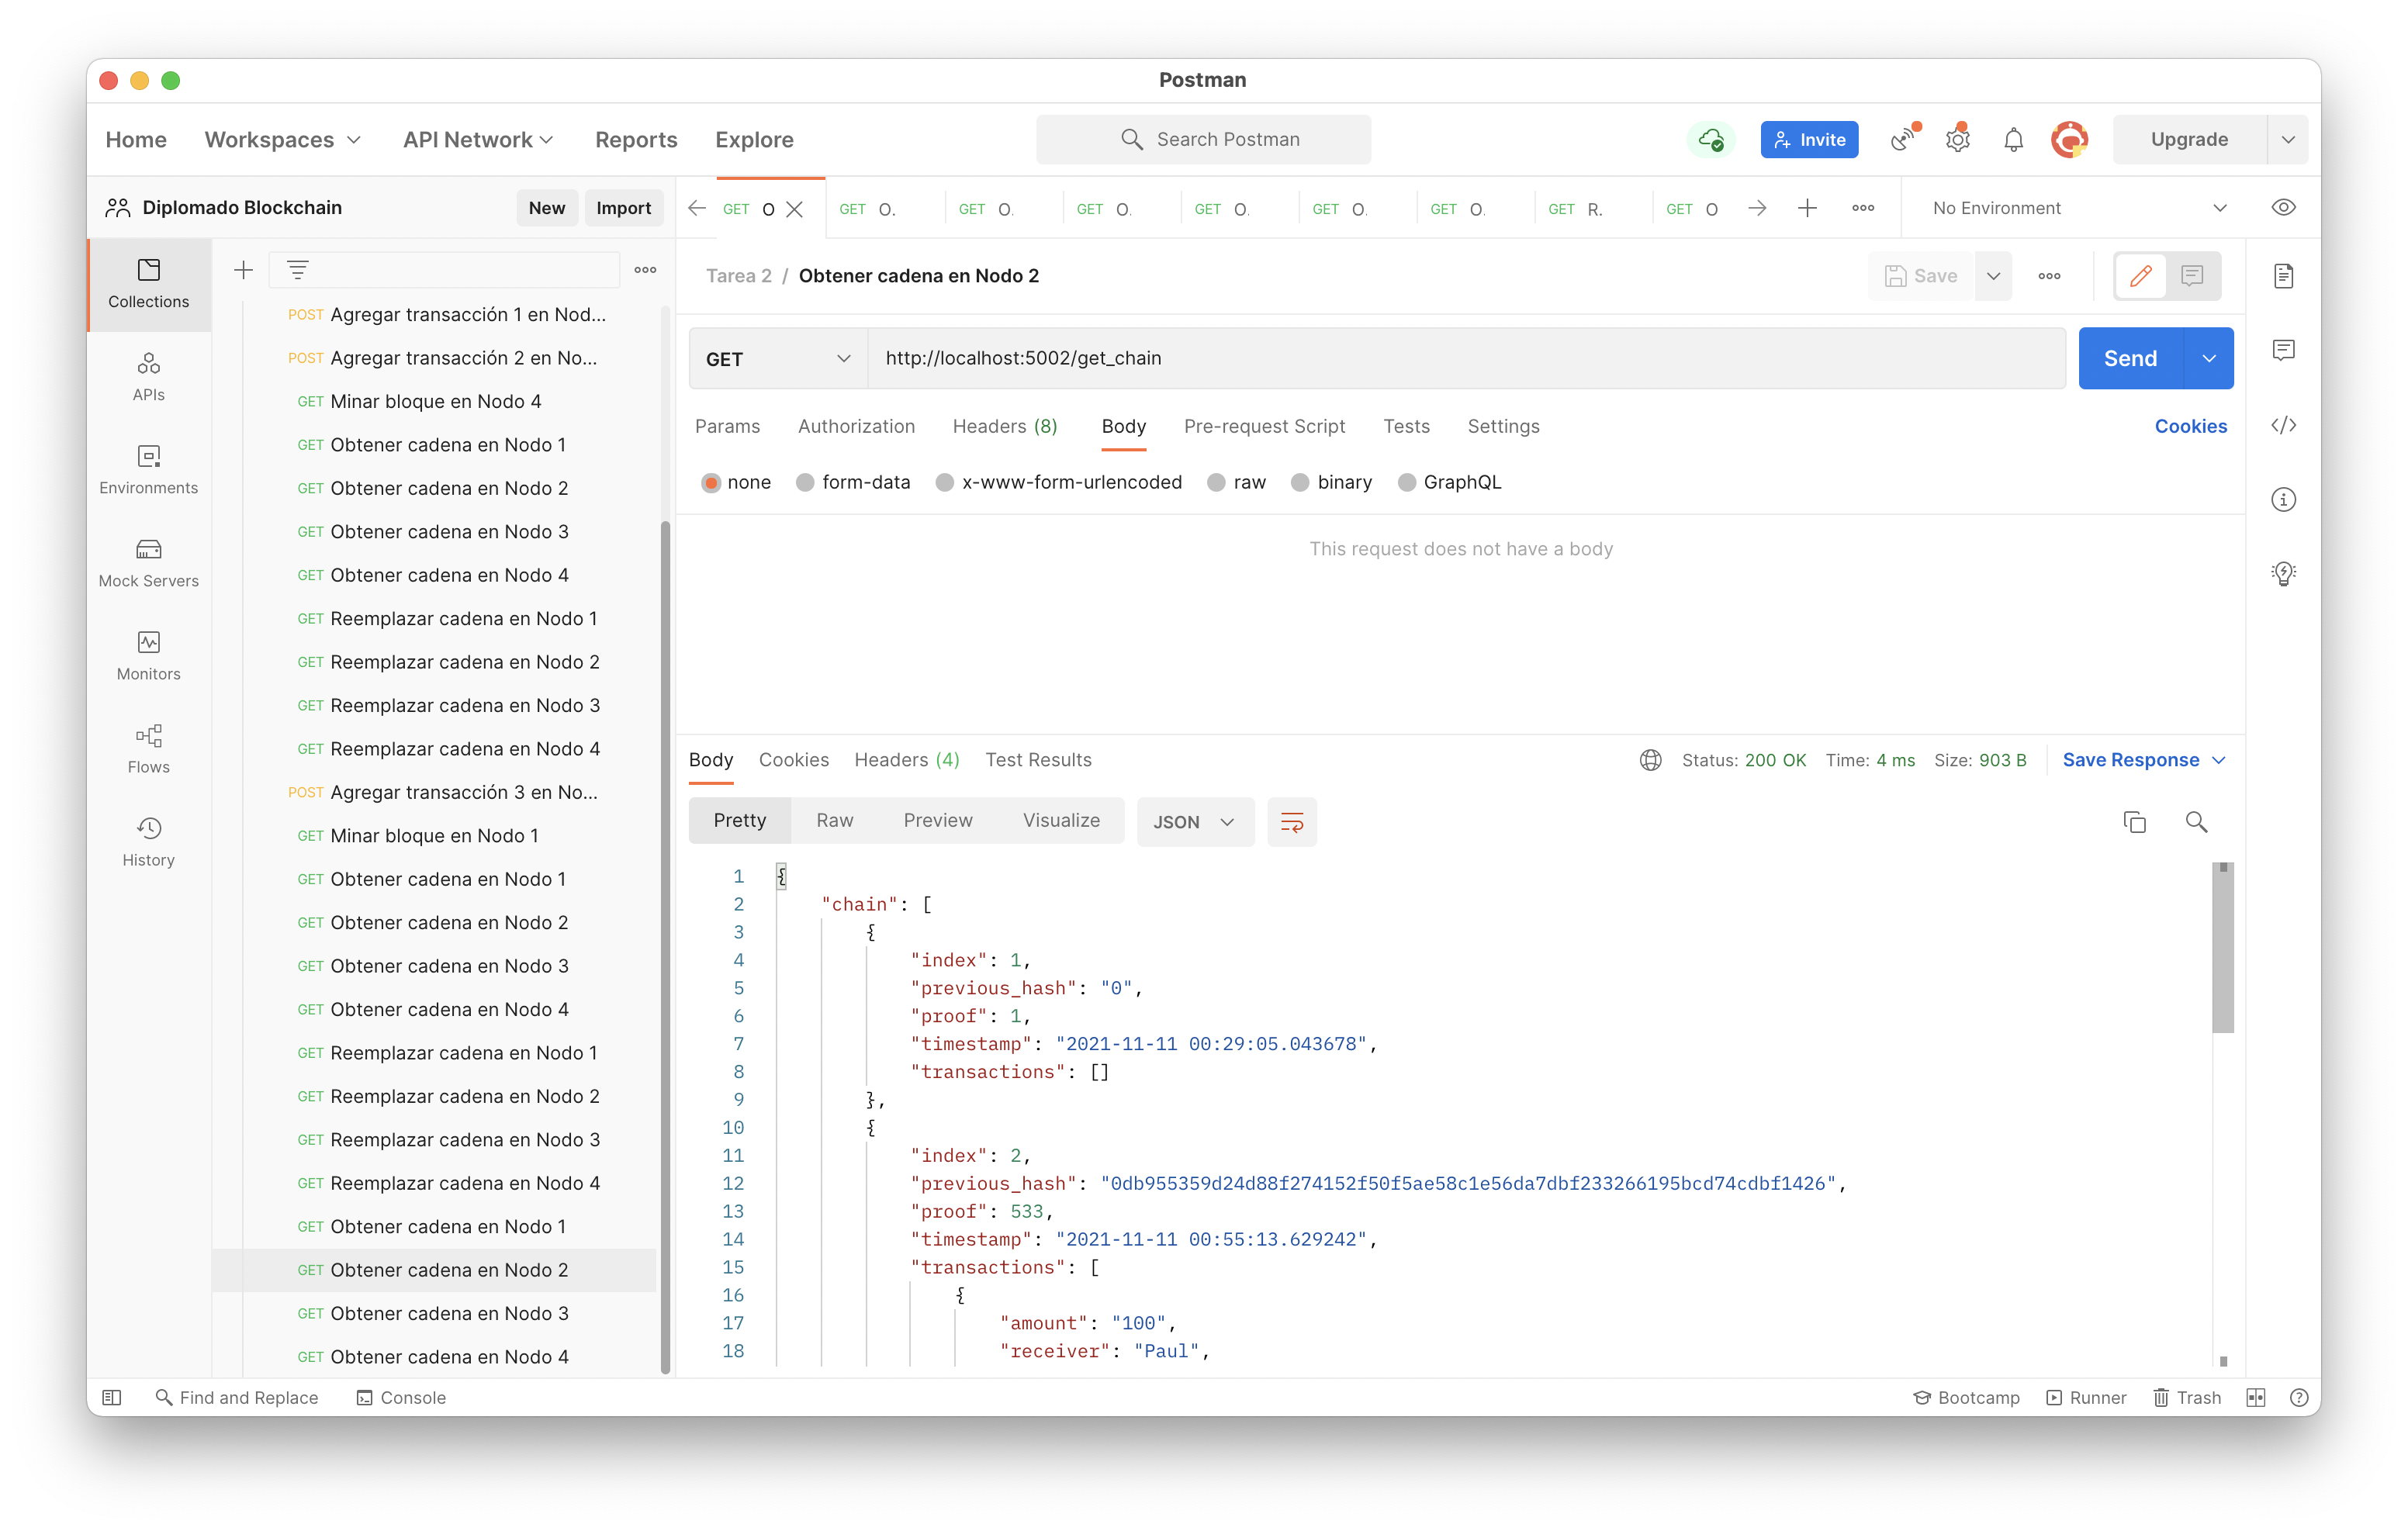 Postman
Home
Workspaces
API Network
Reports
Explore
Search Postman
Invite
Upgrade
Diplomado Blockchain
New
Import
GET O
GET O.
GET O.
GET O.
GET O.
GET O.
GET O.
GET R.
GET O
No Environment
Collections
APIs
Environments
Mock Servers
Monitors
Flows
History
POST Agregar transacción 1 en Nod...
POST Agregar transacción 2 en No...
GET Minar bloque en Nodo 4
GET Obtener cadena en Nodo 1
GET Obtener cadena en Nodo 2
GET Obtener cadena en Nodo 3
GET Obtener cadena en Nodo 4
GET Reemplazar cadena en Nodo 1
GET Reemplazar cadena en Nodo 2
GET Reemplazar cadena en Nodo 3
GET Reemplazar cadena en Nodo 4
POST Agregar transacción 3 en No...
GET Minar bloque en Nodo 1
GET Obtener cadena en Nodo 1
GET Obtener cadena en Nodo 2
GET Obtener cadena en Nodo 3
GET Obtener cadena en Nodo 4
GET Reemplazar cadena en Nodo 1
GET Reemplazar cadena en Nodo 2
GET Reemplazar cadena en Nodo 3
GET Reemplazar cadena en Nodo 4
GET Obtener cadena en Nodo 1
GET Obtener cadena en Nodo 2
GET Obtener cadena en Nodo 3
GET Obtener cadena en Nodo 4
Tarea 2 / Obtener cadena en Nodo 2
Save
GET
http://localhost:5002/get_chain
Send
Params
Authorization
Headers (8)
Body
Pre-request Script
Tests
Settings
Cookies
none
form-data
x-www-form-urlencoded
raw
binary
GraphQL
This request does not have a body
Body
Cookies
Headers (4)
Test Results
Status: 200 OK
Time: 4 ms
Size: 903 B
Save Response
Pretty
Raw
Preview
Visualize
JSON
1 {
2 "chain": [
3 {
4 "index": 1,
5 "previous_hash": "0",
6 "proof": 1,
7 "timestamp": "2021-11-11 00:29:05.043678",
8 "transactions": []
9 },
10 {
11 "index": 2,
12 "previous_hash": "0db955359d24d88f274152f50f5ae58c1e56da7dbf233266195bcd74cdbf1426",
13 "proof": 533,
14 "timestamp": "2021-11-11 00:55:13.629242",
15 "transactions": [
16 {
17 "amount": "100",
18 "receiver": "Paul",
Find and Replace
Console
Bootcamp
Runner
Trash